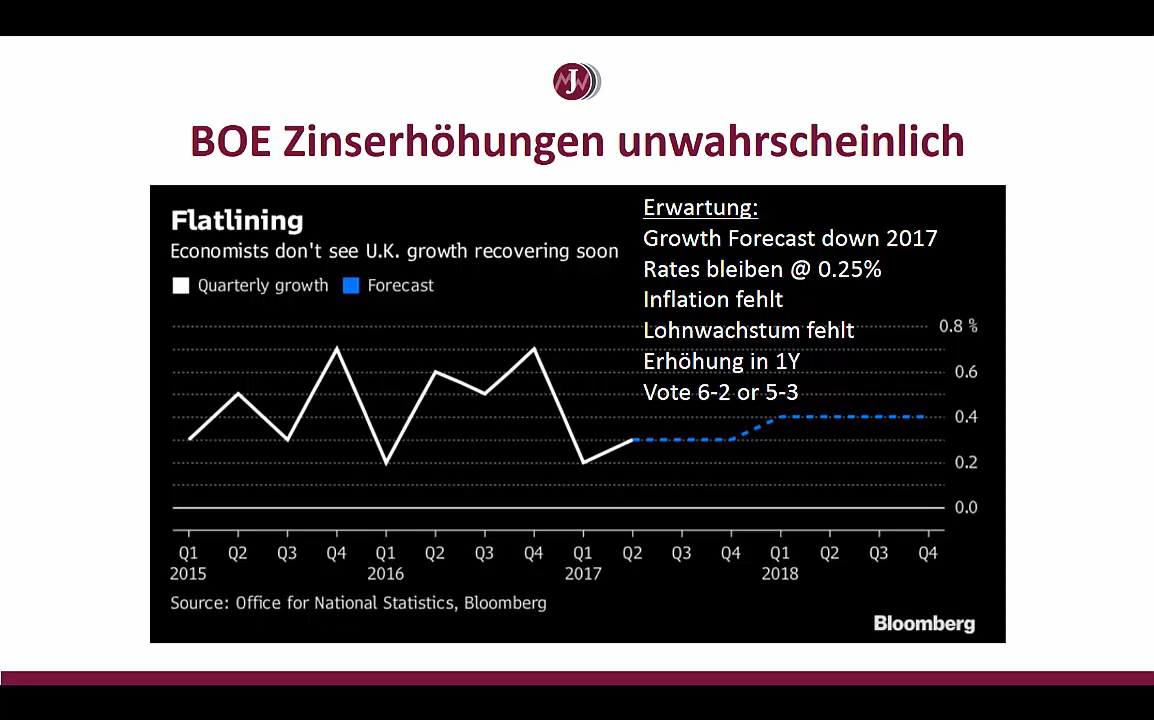 J
BOE Zinserhöhungen unwahrscheinlich
Flatlining
Economists don't see U.K. growth recovering soon
Quarterly growth Forecast
Erwartung:
Growth Forecast down 2017
Rates bleiben @ 0.25%
Inflation fehlt
Lohnwachstum fehlt
Erhöhung in 1Y
Vote 6-2 or 5-3
0.8 %
0.6
0.4
0.2
0.0
Q1 Q2 Q3 Q4 Q1 Q2 Q3 Q4 Q1 Q2 Q3 Q4 Q1 Q2 Q3 Q4
2015 2016 2017 2018
Source: Office for National Statistics, Bloomberg
Bloomberg